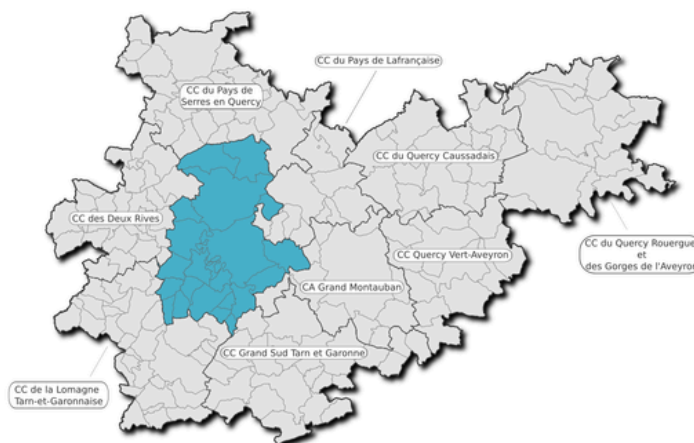 CC du Pays de Lafrançaise
CC du Pays de
Serres en Quercy
CC du Quercy Caussadais
CC des Deux Rives
CC du Quercy Rouergue
et
des Gorges de l'Aveyron
CC Quercy Vert-Aveyron
CA Grand Montauban
CC Grand Sud Tarn et Garonne
CC de la Lomagne
Tarn-et-Garonnaise